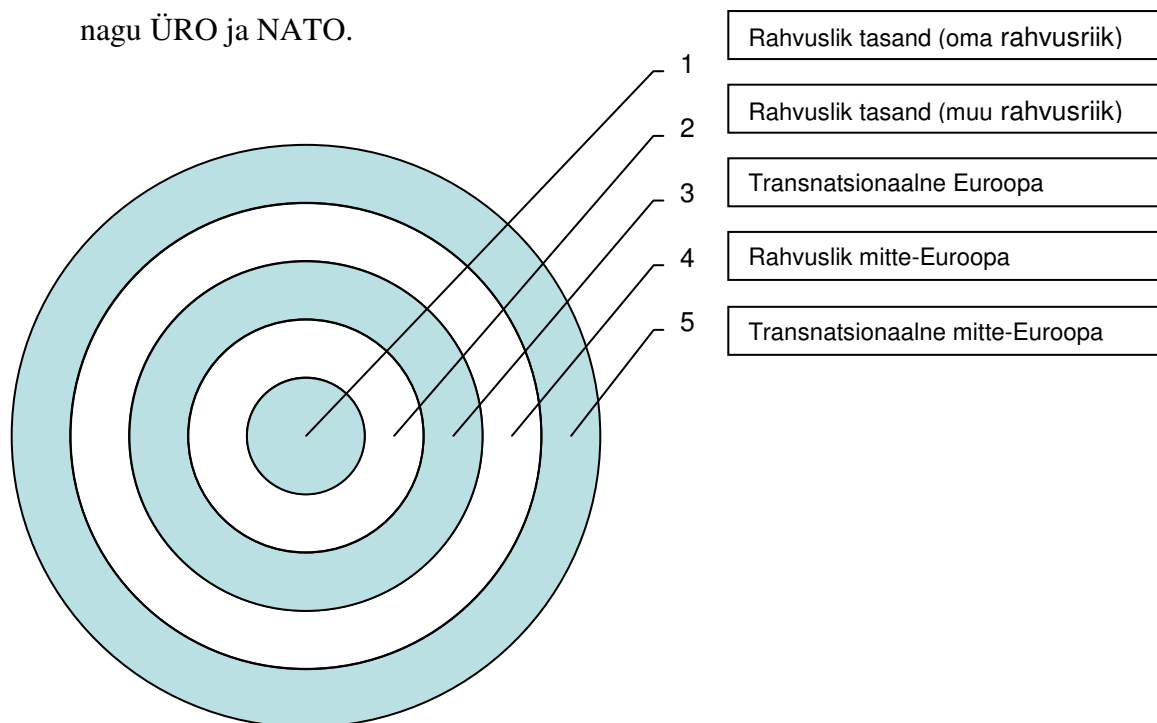 nagu ÜRO ja NATO.
1 Rahvuslik tasand (oma rahvusriik)
2 Rahvuslik tasand (muu rahvusriik)
3 Transnatsionaalne Euroopa
4 Rahvuslik mitte-Euroopa
5 Transnatsionaalne mitte-Euroopa